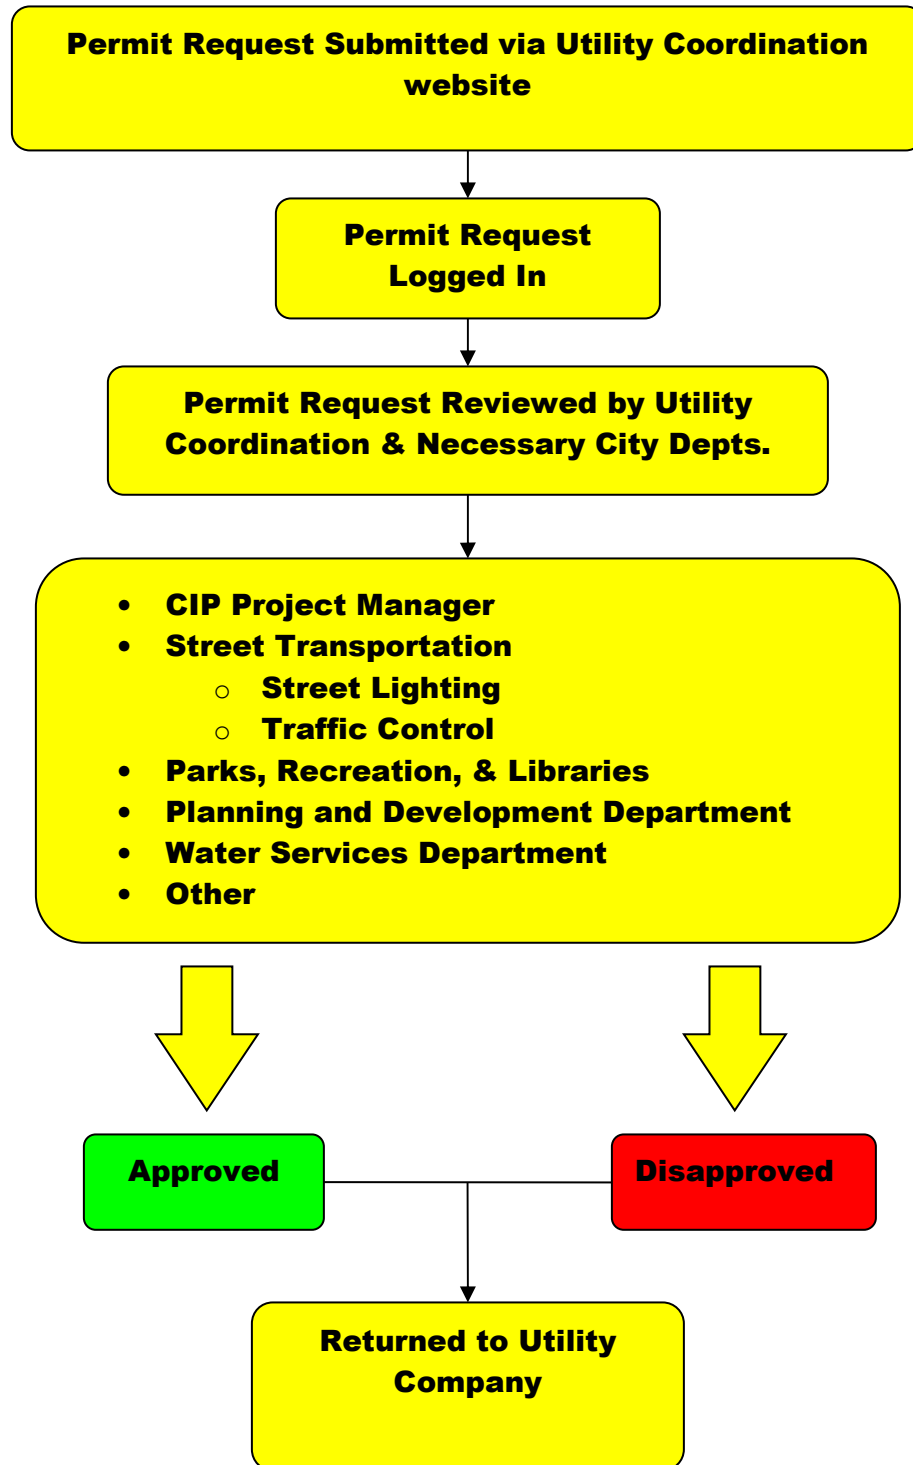 Permit Request Submitted via Utility Coordination
website
Permit Request
Logged In
Permit Request Reviewed by Utility
Coordination & Necessary City Depts.
• CIP Project Manager
• Street Transportation
o Street Lighting
o Traffic Control
• Parks, Recreation, & Libraries
• Planning and Development Department
• Water Services Department
• Other
Approved
Disapproved
Returned to Utility
Company